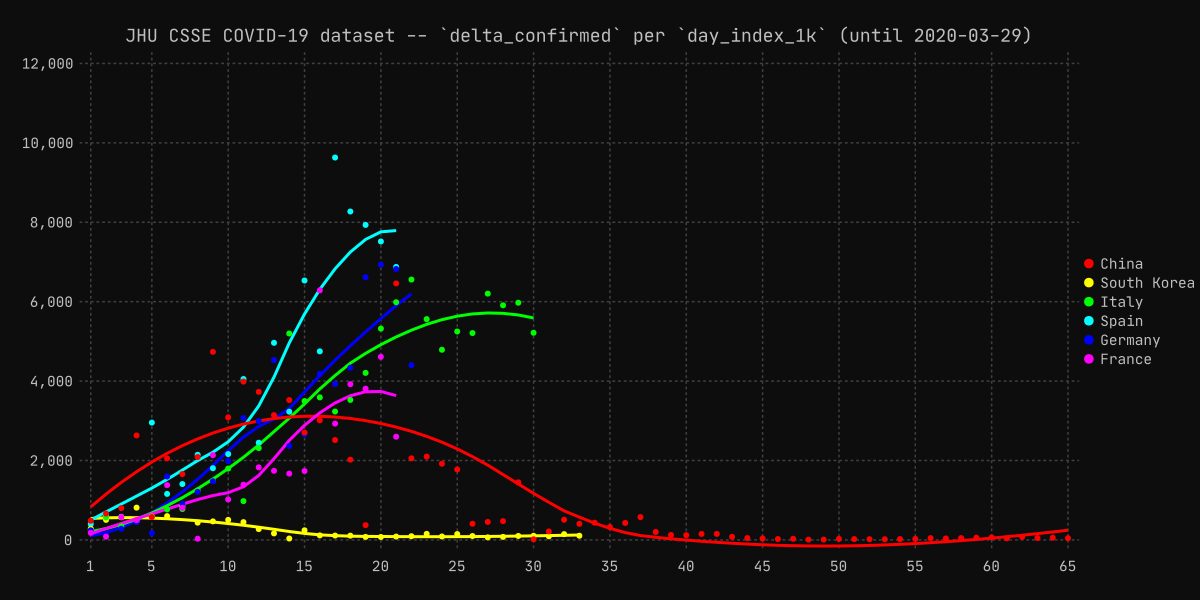 JHU CSSE COVID-19 dataset -- `delta_confirmed` per `day_index_1k` (until 2020-03-29)
12,000
10,000
8,000
6,000
4,000
2,000
0
1 5 10 15 20 25 30 35 40 45 50 55 60 65
China
South Korea
Italy
Spain
Germany
France